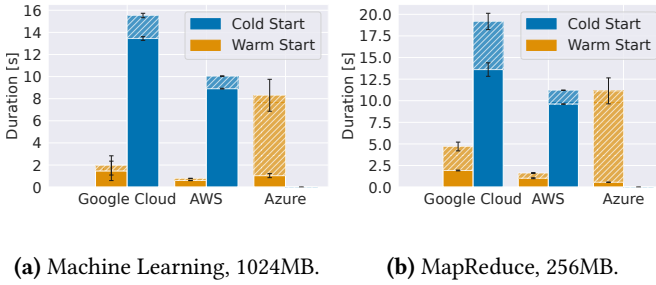 16
14
12
10
8
6
4
2
0
Duration [s]
Cold Start
Warm Start
Google Cloud AWS Azure
20.0
17.5
15.0
12.5
10.0
7.5
5.0
2.5
0.0
Duration [s]
Cold Start
Warm Start
Google Cloud AWS Azure
(a) Machine Learning, 1024MB.
(b) MapReduce, 256MB.